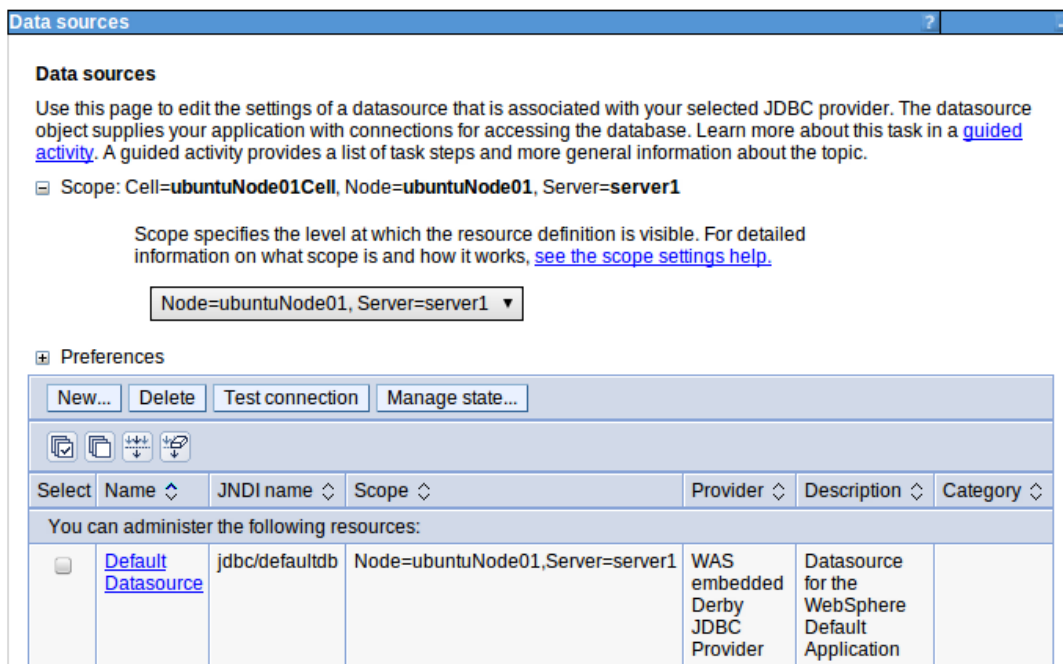 Data sources ?
Data sources
Use this page to edit the settings of a datasource that is associated with your selected JDBC provider. The datasource
object supplies your application with connections for accessing the database. Learn more about this task in a guided
activity. A guided activity provides a list of task steps and more general information about the topic.
Scope: Cell=ubuntuNode01Cell, Node=ubuntuNode01, Server=server1
Scope specifies the level at which the resource definition is visible. For detailed
information on what scope is and how it works, see the scope settings help.
Node=ubuntuNode01, Server=server1
Preferences
New... Delete Test connection Manage state...
Select Name JNDI name Scope Provider Description Category
You can administer the following resources:
Default jdbc/defaultdb Node=ubuntuNode01,Server=server1 WAS Datasource
Datasource embedded for the
Derby WebSphere
JDBC Default
Provider Application